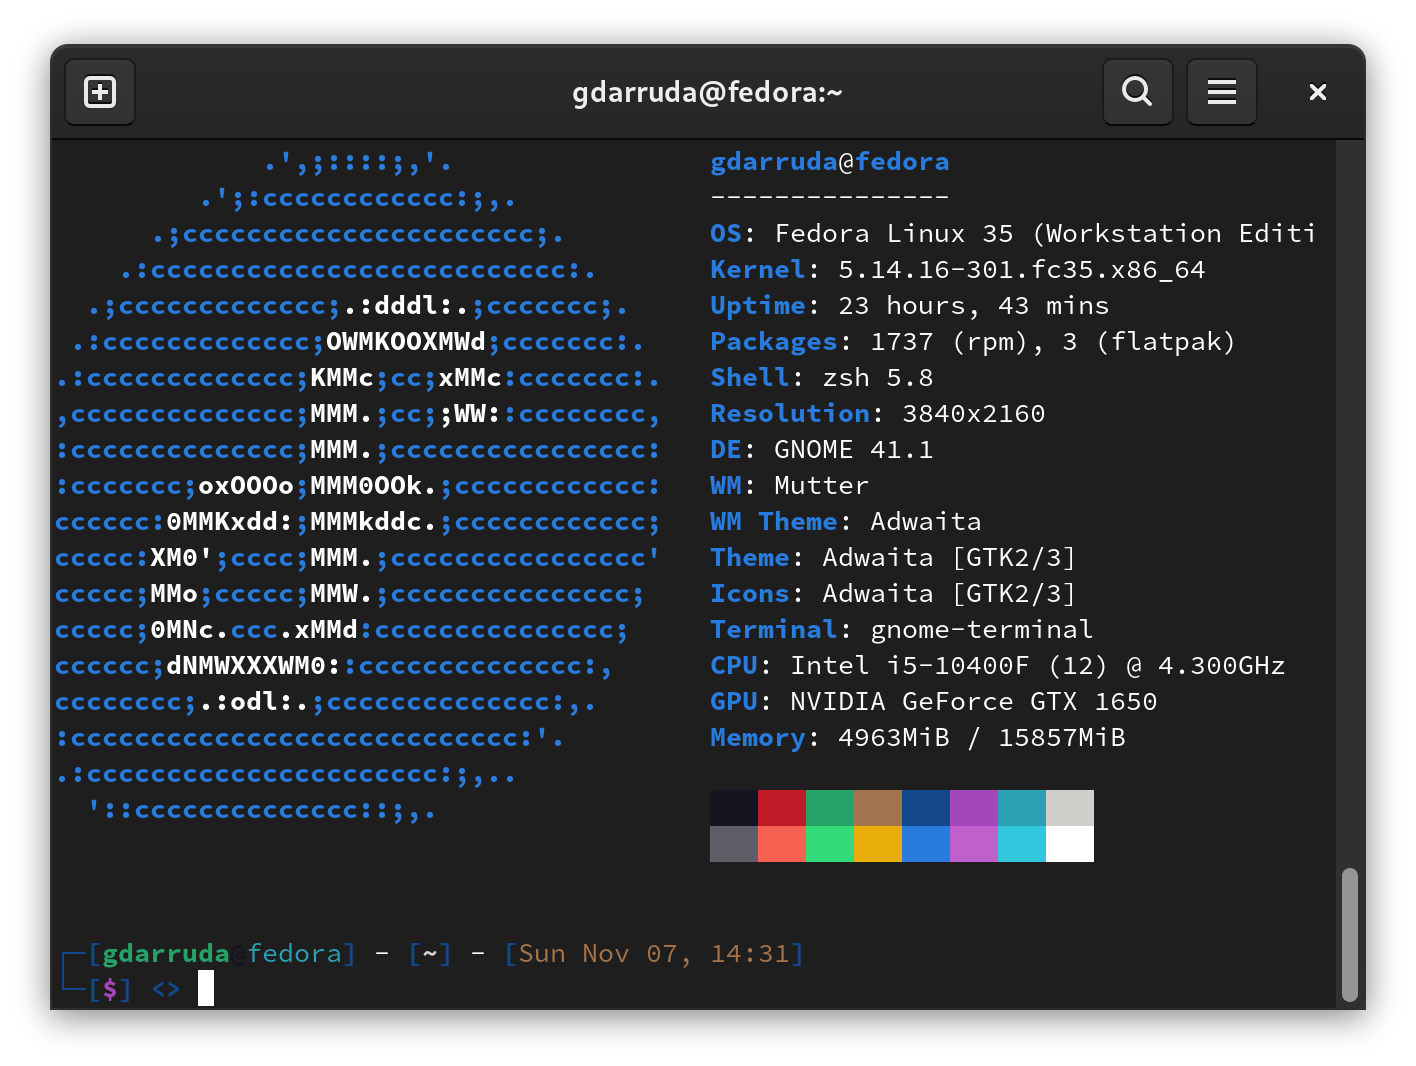 gdarruda@fedora:~
             .',;::::;,'.                gdarruda@fedora
         .';:cccccccccccc:;,.            ---------------
      .;cccccccccccccccccccccc;.         OS: Fedora Linux 35 (Workstation Editi
    .:cccccccccccccccccccccccccc:.       Kernel: 5.14.16-301.fc35.x86_64
  .;ccccccccccccc;.:dddl:.;ccccccc;.     Uptime: 23 hours, 43 mins
 .:ccccccccccccc;OWMKOOXMWd;ccccccc:.    Packages: 1737 (rpm), 3 (flatpak)
.:ccccccccccccc;KMMc;cc;xMMc:ccccccc:.   Shell: zsh 5.8
,cccccccccccccc;MMM.;cc;;WW::cccccccc,   Resolution: 3840x2160
:cccccccccccccc;MMM.;cccccccccccccccc:   DE: GNOME 41.1
:ccccccc;oxOOOo;MMM0OOk.;cccccccccccc:   WM: Mutter
cccccc:0MMKxdd:;MMMkddc.;cccccccccccc;   WM Theme: Adwaita
ccccc:XM0';cccc;MMM.;cccccccccccccccc'   Theme: Adwaita [GTK2/3]
ccccc;MMo;ccccc;MMW.;ccccccccccccccc;    Icons: Adwaita [GTK2/3]
ccccc;0MNc.ccc.xMMd:ccccccccccccccc;     Terminal: gnome-terminal
cccccc;dNMWXXXWM0::cccccccccccccc:,      CPU: Intel i5-10400F (12) @ 4.300GHz
cccccccc;.:odl:.;cccccccccccccc:,.       GPU: NVIDIA GeForce GTX 1650
:cccccccccccccccccccccccccccc:'.         Memory: 4963MiB / 15857MiB
.:cccccccccccccccccccccc:;,..
  '::cccccccccccccc::;,.
┌─[gdarruda@fedora] - [~] - [Sun Nov 07, 14:31]
└─[$] <>